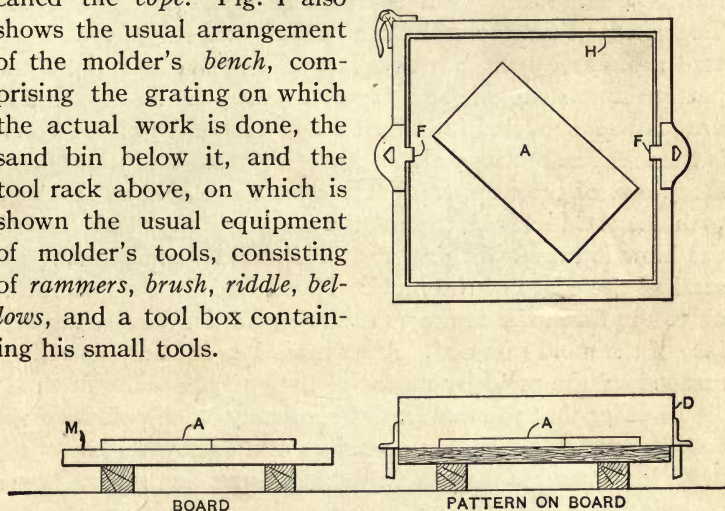 called the cope. Fig. 1 also
shows the usual arrangement
of the molder's bench, com-
prising the grating on which
the actual work is done, the
sand bin below it, and the
tool rack above, on which is
shown the usual equipment
of molder's tools, consisting
of rammers, brush, riddle, bel-
lows, and a tool box contain-
ing his small tools.
H
F
F
A
M
A
BOARD
A
D
PATTERN ON BOARD